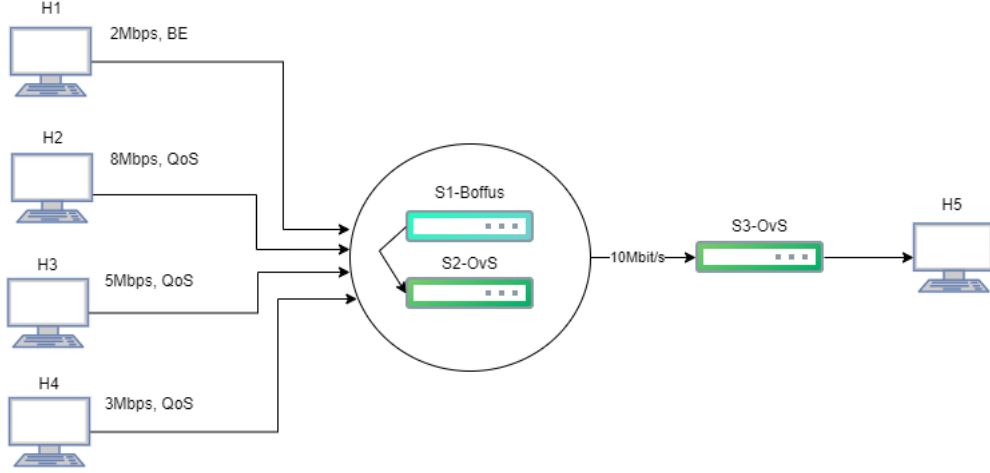 H1
2Mbps, BE
H2
8Mbps, QoS
H3
5Mbps, QoS
H4
3Mbps, QoS
S1-Boffus
S2-OvS
10Mbit/s
S3-OvS
H5